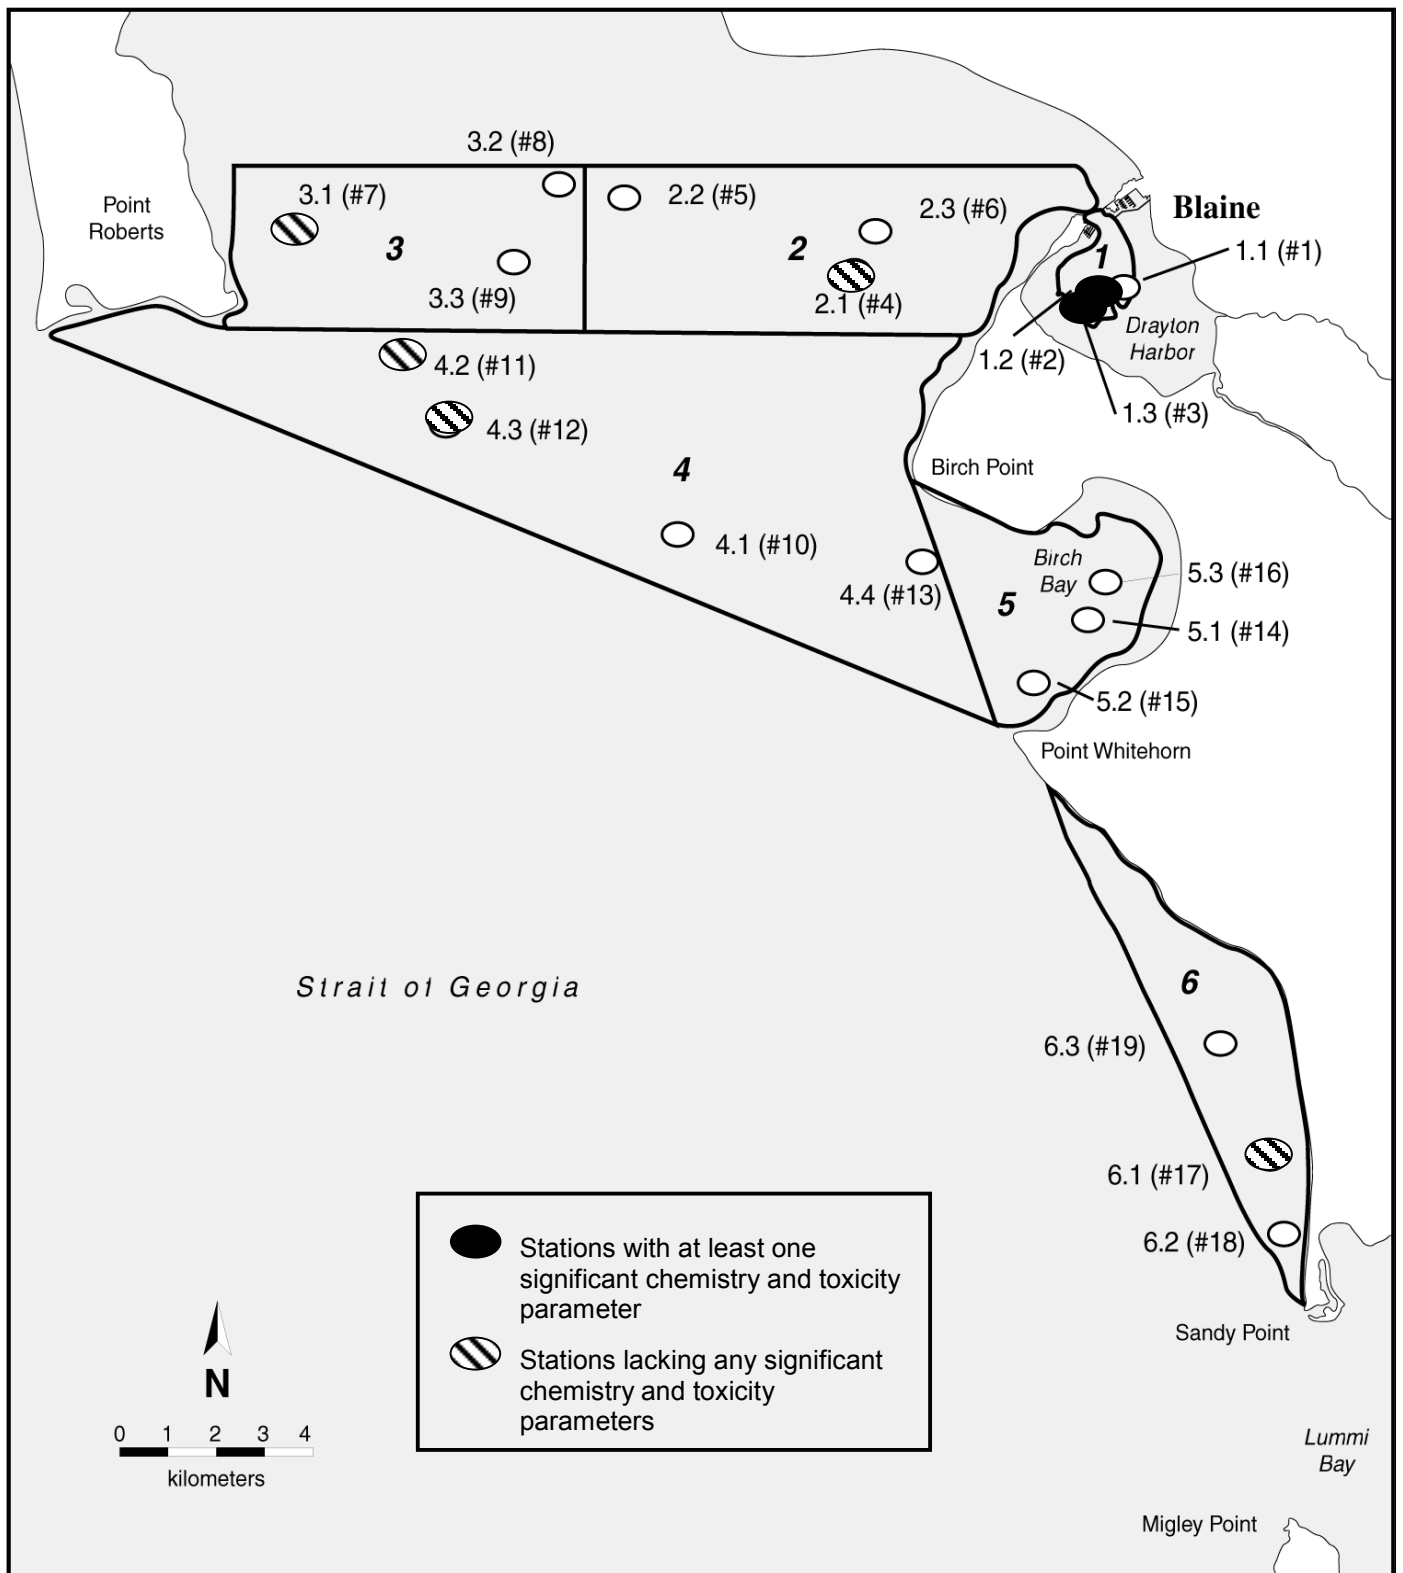 3.2 (#8)
3.1 (#7)
2.2 (#5)
2.3 (#6)
Point
Roberts
Blaine
3
2
1
1.1 (#1)
3.3 (#9)
2.1 (#4)
Drayton
Harbor
1.2 (#2)
4.2 (#11)
1.3 (#3)
4.3 (#12)
4
Birch Point
4.1 (#10)
Birch
Bay
5.3 (#16)
4.4 (#13)
5
5.1 (#14)
5.2 (#15)
Point Whitehorn
Strait of Georgia
6
6.3 (#19)
6.1 (#17)
6.2 (#18)
Stations with at least one
significant chemistry and toxicity
parameter
Sandy Point
Stations lacking any significant
chemistry and toxicity
parameters
N
0 1 2 3 4
kilometers
Lummi
Bay
Migley Point